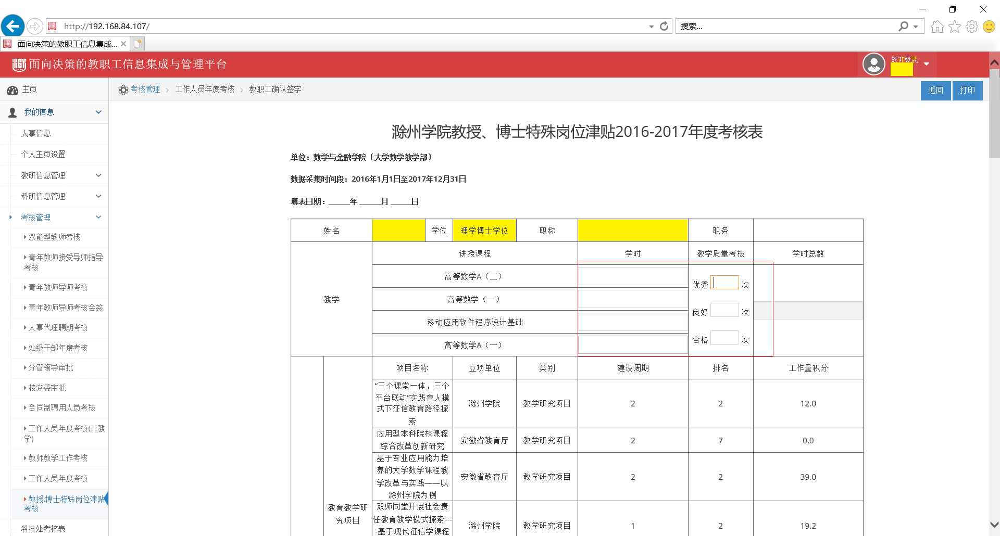 http://192.168.84.107/
搜索...
面向决策的教职工信息集成...
面向决策的教职工信息集成与管理平台
欢迎登录,
主页
考核管理
工作人员年度考核
教职工确认签字
返回
打印
我的信息
人事信息
个人主页设置
教研信息管理
科研信息管理
考核管理
双能型教师考核
青年教师接受导师指导
考核
青年教师导师考核
青年教师导师考核会签
人事代理聘期考核
处级干部年度考核
分管领导审批
校党委审批
合同制聘用人员考核
工作人员年度考核(非教
学)
教师教学工作考核
工作人员年度考核
教授,博士特殊岗位津贴
考核
科技处考核表
滁州学院教授、博士特殊岗位津贴2016-2017年度考核表
单位：数学与金融学院〔大学数学教学部〕
数据采集时间段：2016年1月1日至2017年12月31日
填表日期：_____年 _____月 _____日
姓名 学位 理学博士学位 职称 职务
教学 讲授课程 学时 教学质量考核 学时总数
高等数学A（二）
高等数学（一）
移动应用软件程序设计基础
高等数学A（一）
优秀 次
良好 次
合格 次
教育教学研
究项目
项目名称 立项单位 类别 建设周期 排名 工作量积分
“三个课堂一体，三个
平台联动”实践育人模
式下征信教育路径探
索
滁州学院 教学研究项目 2 2 12.0
应用型本科院校课程
综合改革创新研究
安徽省教育厅 教学研究项目 2 7 0.0
基于专业应用能力培
养的大学数学课程教
学改革与实践——以
滁州学院为例
安徽省教育厅 教学研究项目 2 2 39.0
双师同堂开展社会责
任教育教学模式探索---
-基于现代征信学课程
滁州学院 教学研究项目 1 2 19.2